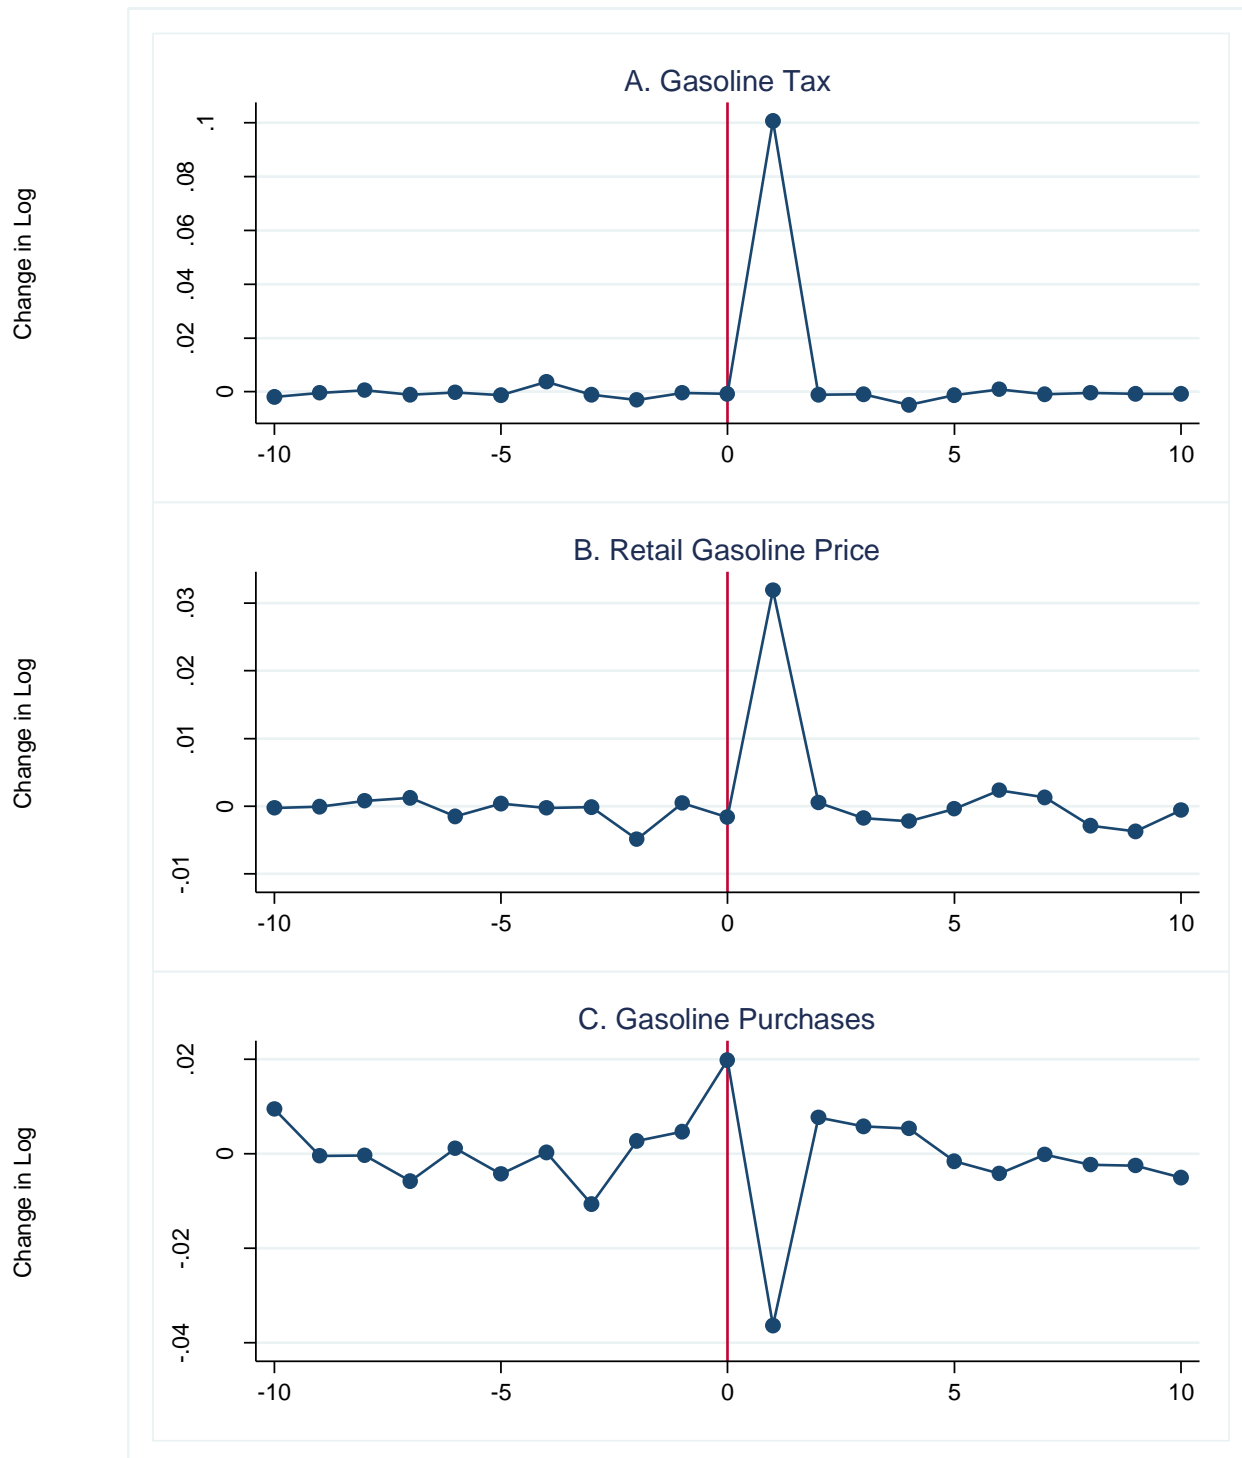 A. Gasoline Tax
Change in Log
.1
.08
.06
.04
.02
0
-10 -5 0 5 10
B. Retail Gasoline Price
Change in Log
.03
.02
.01
0
-.01
-10 -5 0 5 10
C. Gasoline Purchases
Change in Log
.02
0
-.02
-.04
-10 -5 0 5 10